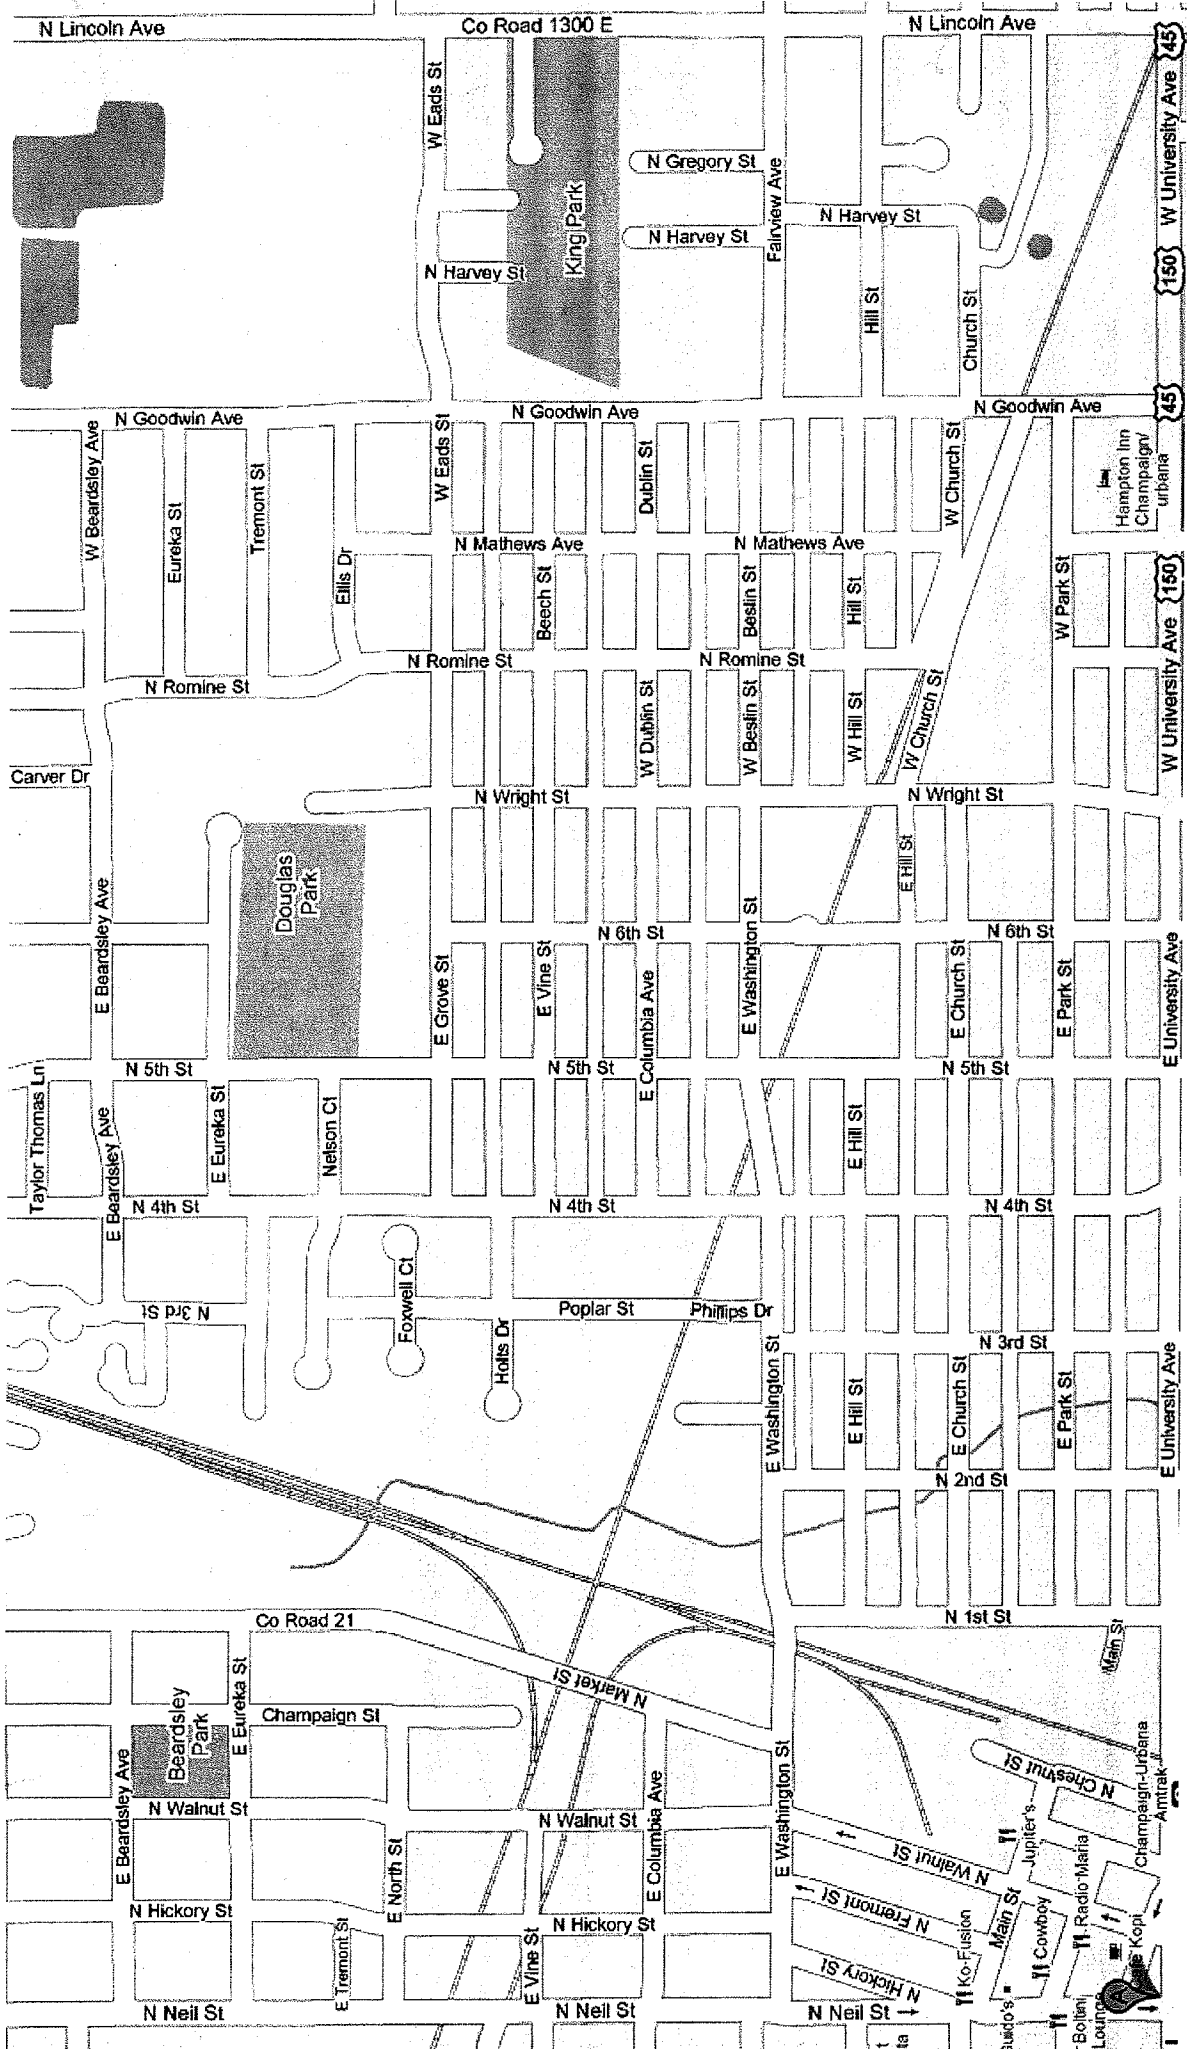 N Lincoln Ave
Co Road 1300 E
N Lincoln Ave
45
W Eads St
W University Ave
N Gregory St
Fairview Ave
King Park
N Harvey St
N Harvey St
N Harvey St
150
Hill St
Church St
N Goodwin Ave
N Goodwin Ave
N Goodwin Ave
45
W Beardsley Ave
Eureka St
Tremont St
W Eads St
Dublin St
W Church St
Hampton Inn
Champaign/
urbana
N Mathews Ave
N Mathews Ave
Ellis Dr
Beech St
Beslin St
Hill St
W Park St
150
N Romine St
N Romine St
N Romine St
W Dublin St
W Beslin St
W Hill St
W Church St
W University Ave
Carver Dr
N Wright St
N Wright St
Douglas
Park
E Hill St
E Beardsley Ave
N 6th St
N 6th St
E Grove St
E Vine St
E Columbia Ave
E Washington St
E Church St
E Park St
E University Ave
N 5th St
N 5th St
N 5th St
Taylor Thomas Ln
E Beardsley Ave
E Eureka St
Nelson Ct
E Hill St
N 4th St
N 4th St
N 4th St
N 3rd St
Foxwell Ct
Poplar St
Phillips Dr
Holts Dr
N 3rd St
E Washington St
E Hill St
E Church St
E Park St
E University Ave
N 2nd St
Co Road 21
N 1st St
Main St
N Market St
Beardsley
Park
E Eureka St
Champaign St
N Chestnut St
Champaign-Urbana
Amtrak
E Beardsley Ave
N Walnut St
N Walnut St
E Columbia Ave
E Washington St
N Walnut St
Jupiter's
E North St
N Hickory St
N Hickory St
N Fremont St
Main St
Radio Maria
Ko-Fusion
Cowboy
Kopi
E Tremont St
E Vine St
N Hickory St
N Neil St
N Neil St
N Neil St
A
Boltini
Lounge